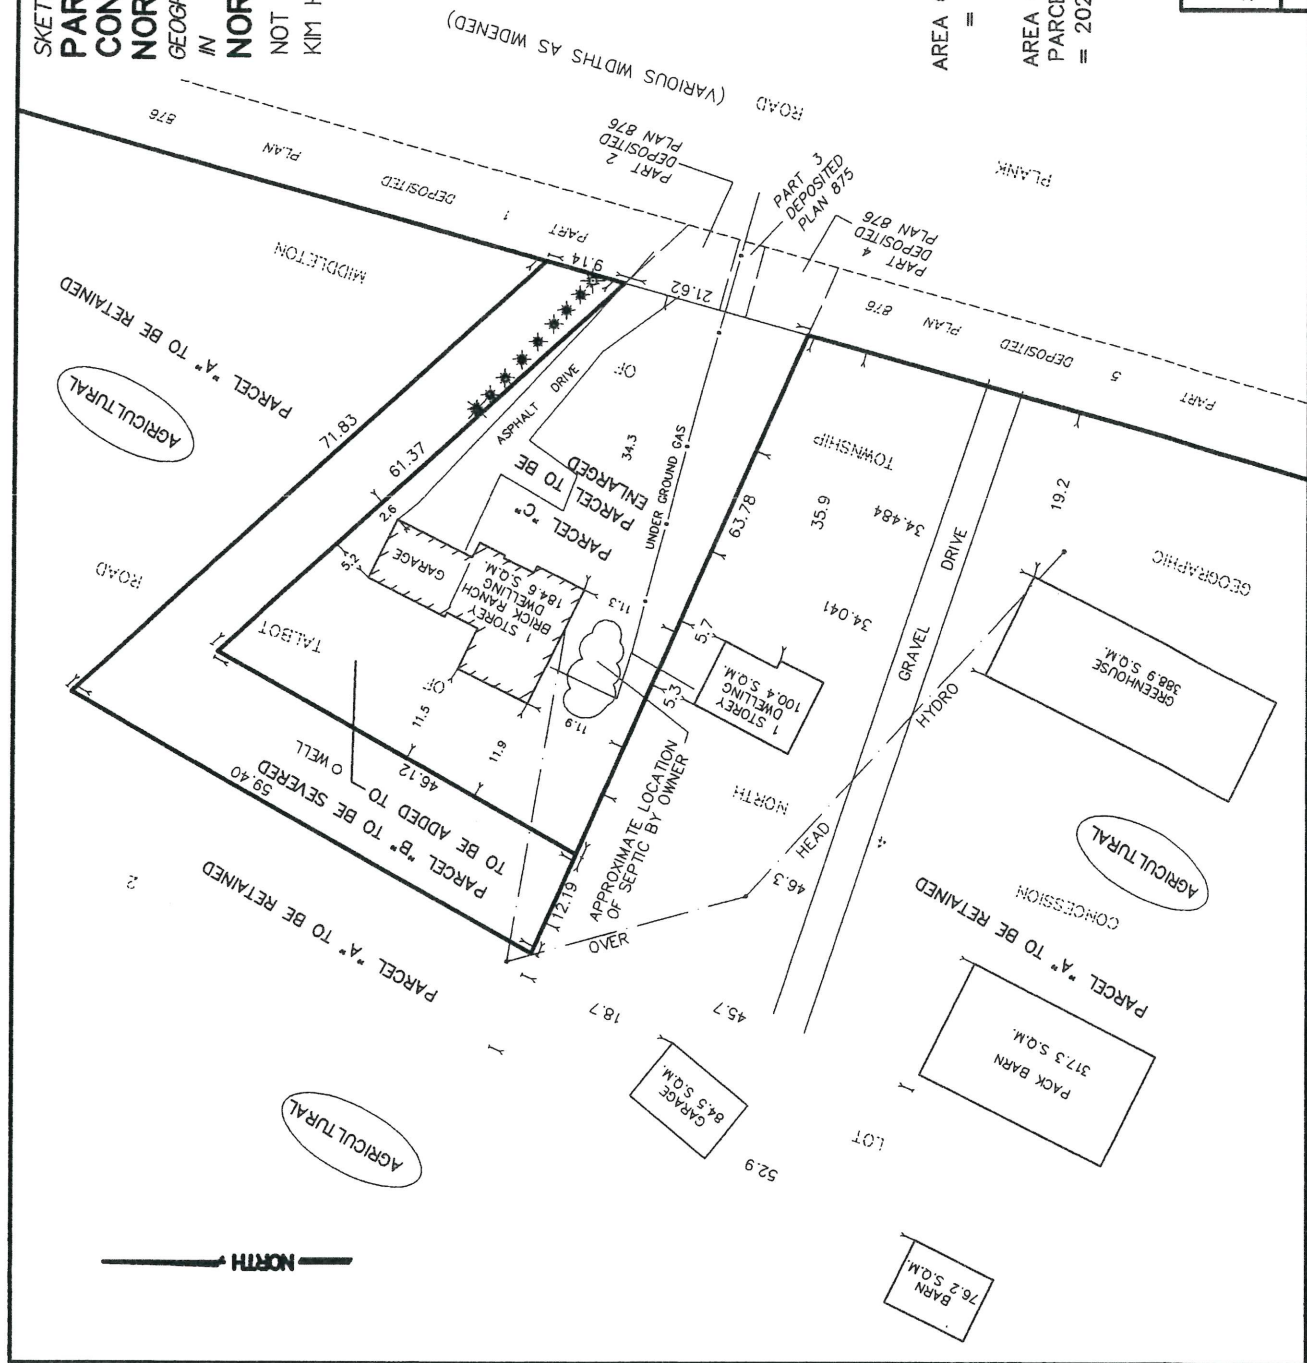 SKET
PAR
CON
NOR
GEOGR
IN
NOR
NOT
KIM H
AREA
=
AREA
PARCE
= 202
(VARIOUS WIDTHS AS WIDENED)
ROAD
PLANK
876
PLAN
DEPOSITED
1
PART
PART 2
DEPOSITED
PLAN 876
PART 3
DEPOSITED
PLAN 875
PART 4
DEPOSITED
PLAN 876
876
PLAN
DEPOSITED
5
PART
MIDDLETON
PARCEL "A" TO BE RETAINED
AGRICULTURAL
9.14
21.62
71.83
61.37
ASPHALT DRIVE
OF
34.3
UNDER GROUND GAS
PARCEL "C"
PARCEL TO BE
ENLARGED
63.78
TOWNSHIP
35.9
34.484
34.041
GRAVEL DRIVE
19.2
GEOGRAPHIC
ROAD
2.6
5.2
GARAGE
1 STOREY
BRICK RANCH
DWELLING
184.6 S.Q.M.
11.3
TALBOT
OF
11.5
11.9
11.9
5.7
5.3
1 STOREY
DWELLING
100.4 S.Q.M.
GREENHOUSE
388.9 S.Q.M.
HYDRO
HEAD
OVER
46.12
59.40
O WELL
PARCEL "B" TO BE SEVERED
TO BE ADDED TO
12.19
APPROXIMATE LOCATION
OF SEPTIC BY OWNER
NORTH
46.3
4
AGRICULTURAL
CONCESSION
PARCEL "A" TO BE RETAINED
2
PARCEL "A" TO BE RETAINED
18.7
45.7
PACK BARN
317.3 S.Q.M.
GARAGE
84.5 S.Q.M.
LOT
52.9
AGRICULTURAL
BARN
76.2 S.Q.M.
NORTH